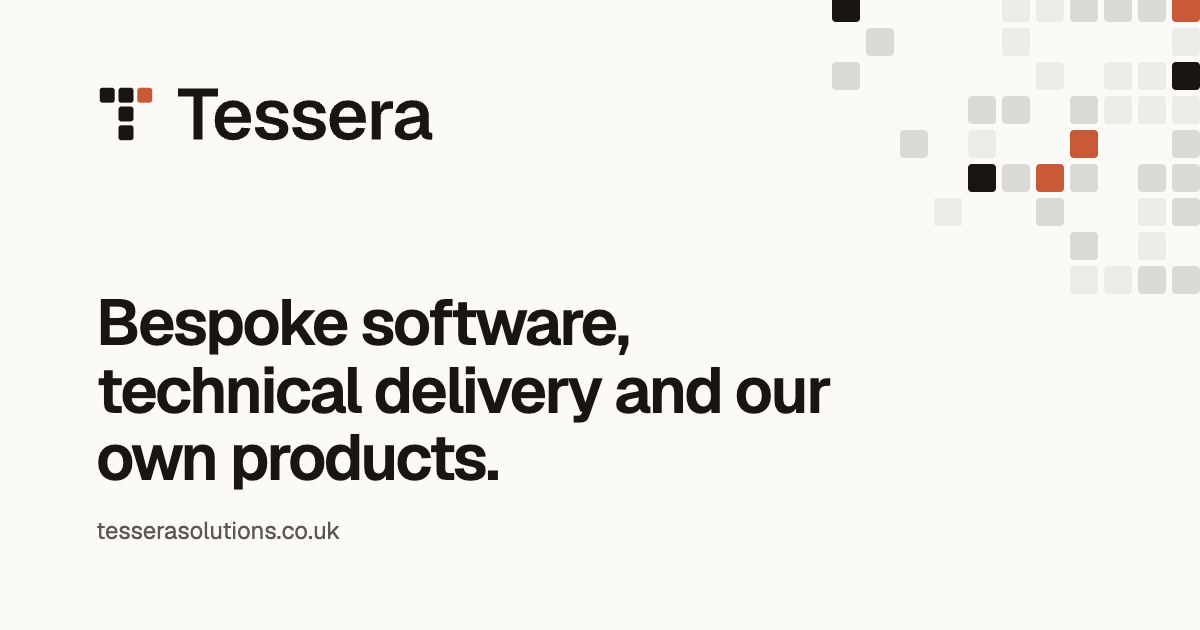 Tessera
Bespoke software,
technical delivery and our
own products.
tesserasolutions.co.uk